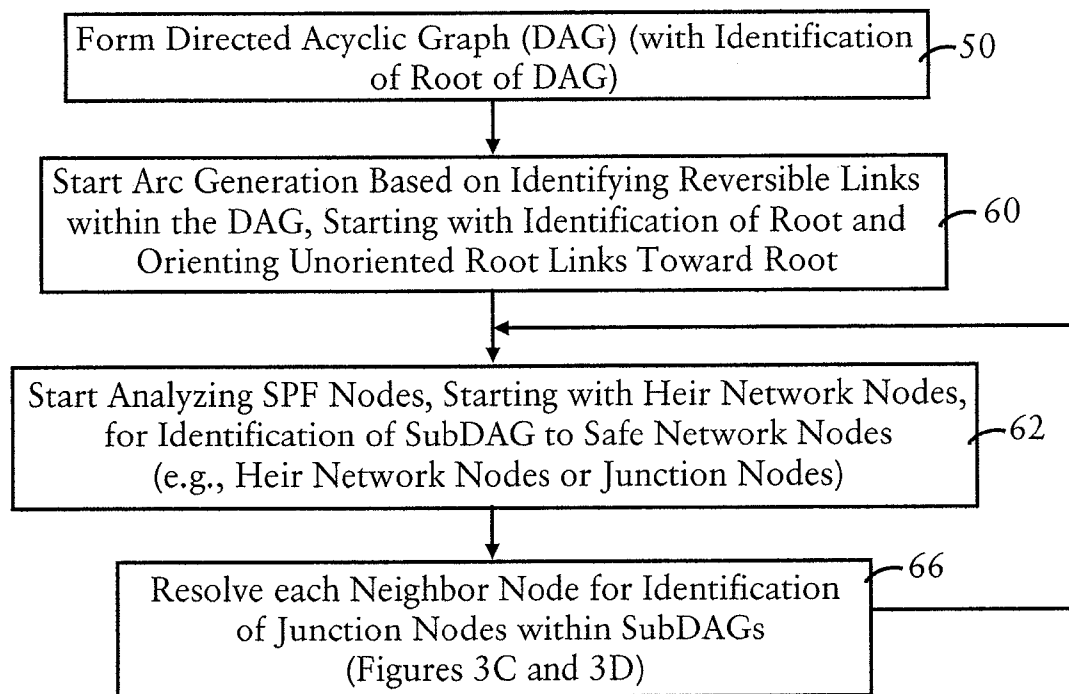 Form Directed Acyclic Graph (DAG) (with Identification
of Root of DAG)
50
Start Arc Generation Based on Identifying Reversible Links
within the DAG, Starting with Identification of Root and
Orienting Unoriented Root Links Toward Root
60
Start Analyzing SPF Nodes, Starting with Heir Network Nodes,
for Identification of SubDAG to Safe Network Nodes
(e.g., Heir Network Nodes or Junction Nodes)
62
Resolve each Neighbor Node for Identification
of Junction Nodes within SubDAGs
(Figures 3C and 3D)
66